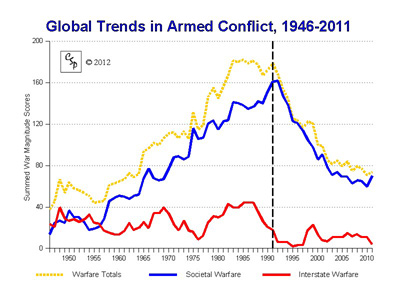 Global Trends in Armed Conflict, 1946-2011
200
CSP © 2012
160
120
80
40
0
Summed War Magnitude Scores
1950 1955 1960 1965 1970 1975 1980 1985 1990 1995 2000 2005 2010
Warfare Totals Societal Warfare Interstate Warfare